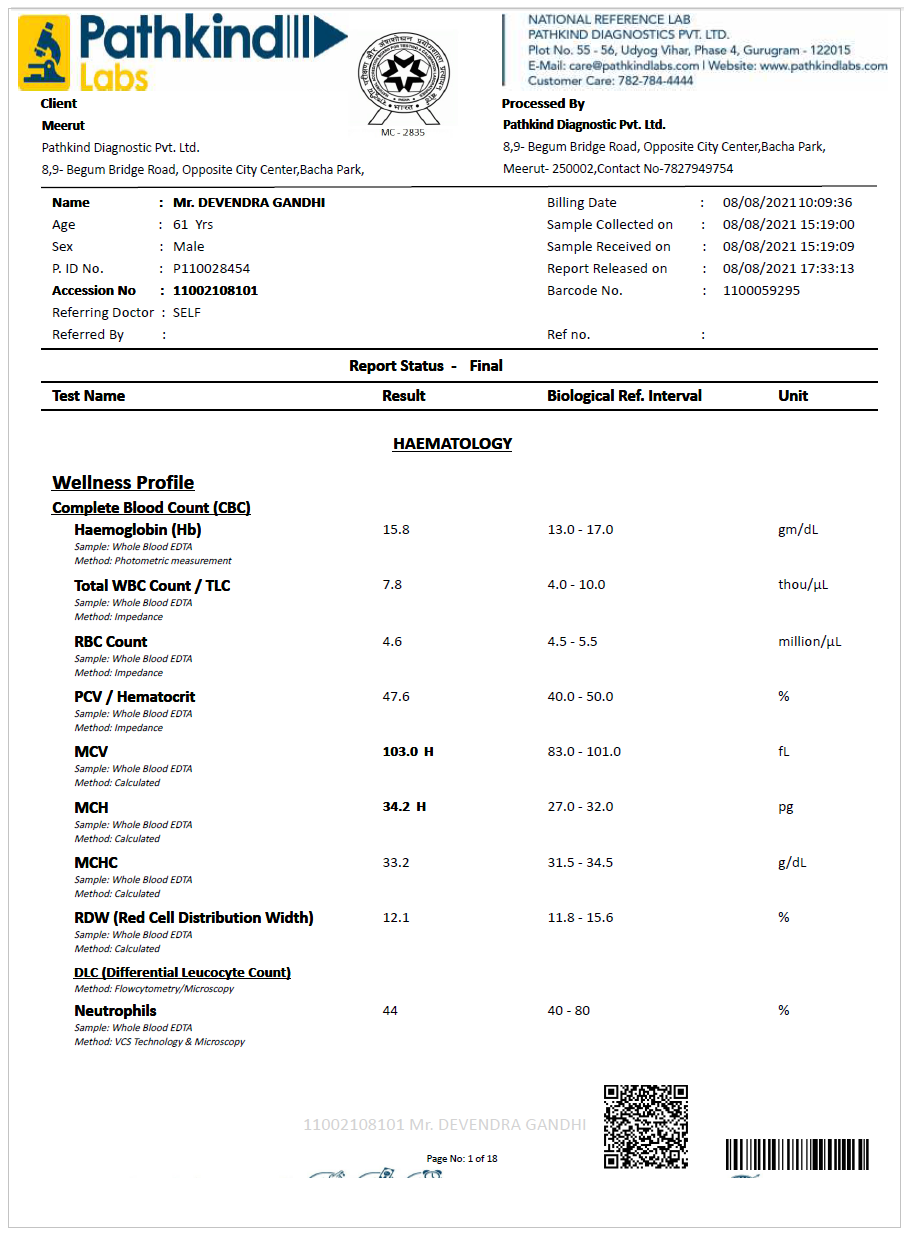 Pathkind
Labs
NATIONAL REFERENCE LAB
PATHKIND DIAGNOSTICS PVT. LTD.
Plot No. 55 - 56, Udyog Vihar, Phase 4, Gurugram - 122015
E-Mail: care@pathkindlabs.com | Website: www.pathkindlabs.com
Customer Care: 782-784-4444
MC - 2835
Client
Meerut
Pathkind Diagnostic Pvt. Ltd.
8,9- Begum Bridge Road, Opposite City Center,Bacha Park,
Processed By
Pathkind Diagnostic Pvt. Ltd.
8,9- Begum Bridge Road, Opposite City Center,Bacha Park,
Meerut- 250002,Contact No-7827949754
Name : Mr. DEVENDRA GANDHI Billing Date : 08/08/2021 10:09:36
Age : 61 Yrs Sample Collected on : 08/08/2021 15:19:00
Sex : Male Sample Received on : 08/08/2021 15:19:09
P. ID No. : P110028454 Report Released on : 08/08/2021 17:33:13
Accession No : 11002108101 Barcode No. : 1100059295
Referring Doctor : SELF
Referred By : Ref no. :
Report Status - Final
Test Name Result Biological Ref. Interval Unit
HAEMATOLOGY
Wellness Profile
Complete Blood Count (CBC)
Haemoglobin (Hb) 15.8 13.0 - 17.0 gm/dL
Sample: Whole Blood EDTA
Method: Photometric measurement
Total WBC Count / TLC 7.8 4.0 - 10.0 thou/µL
Sample: Whole Blood EDTA
Method: Impedance
RBC Count 4.6 4.5 - 5.5 million/µL
Sample: Whole Blood EDTA
Method: Impedance
PCV / Hematocrit 47.6 40.0 - 50.0 %
Sample: Whole Blood EDTA
Method: Impedance
MCV 103.0 H 83.0 - 101.0 fL
Sample: Whole Blood EDTA
Method: Calculated
MCH 34.2 H 27.0 - 32.0 pg
Sample: Whole Blood EDTA
Method: Calculated
MCHC 33.2 31.5 - 34.5 g/dL
Sample: Whole Blood EDTA
Method: Calculated
RDW (Red Cell Distribution Width) 12.1 11.8 - 15.6 %
Sample: Whole Blood EDTA
Method: Calculated
DLC (Differential Leucocyte Count)
Method: Flowcytometry/Microscopy
Neutrophils 44 40 - 80 %
Sample: Whole Blood EDTA
Method: VCS Technology & Microscopy
11002108101 Mr. DEVENDRA GANDHI
Page No: 1 of 18